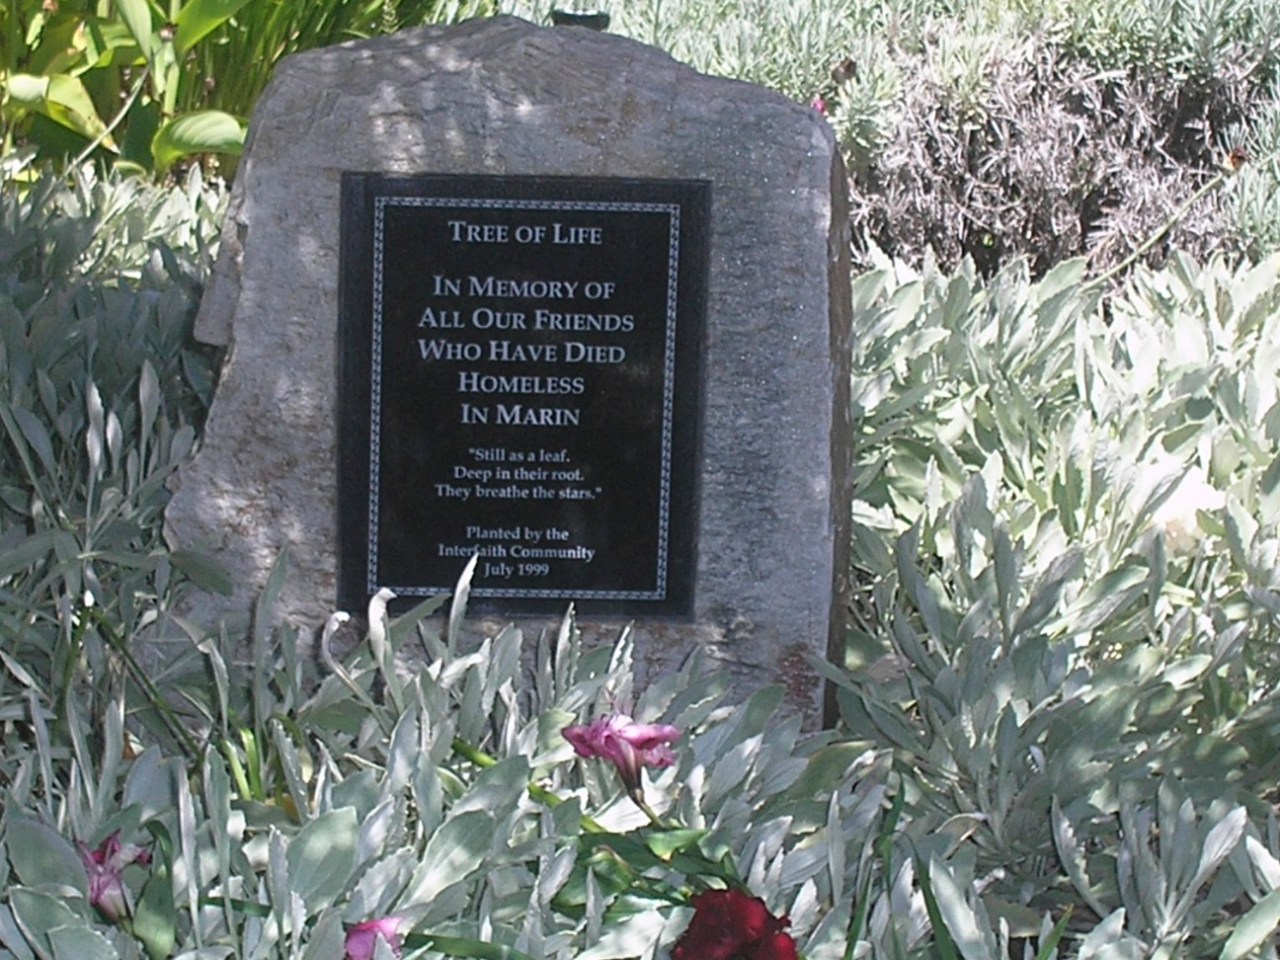 TREE OF LIFE
IN MEMORY OF
ALL OUR FRIENDS
WHO HAVE DIED
HOMELESS
IN MARIN
"Still as a leaf.
Deep in their root.
They breathe the stars."
Planted by the
Interfaith Community
July 1999